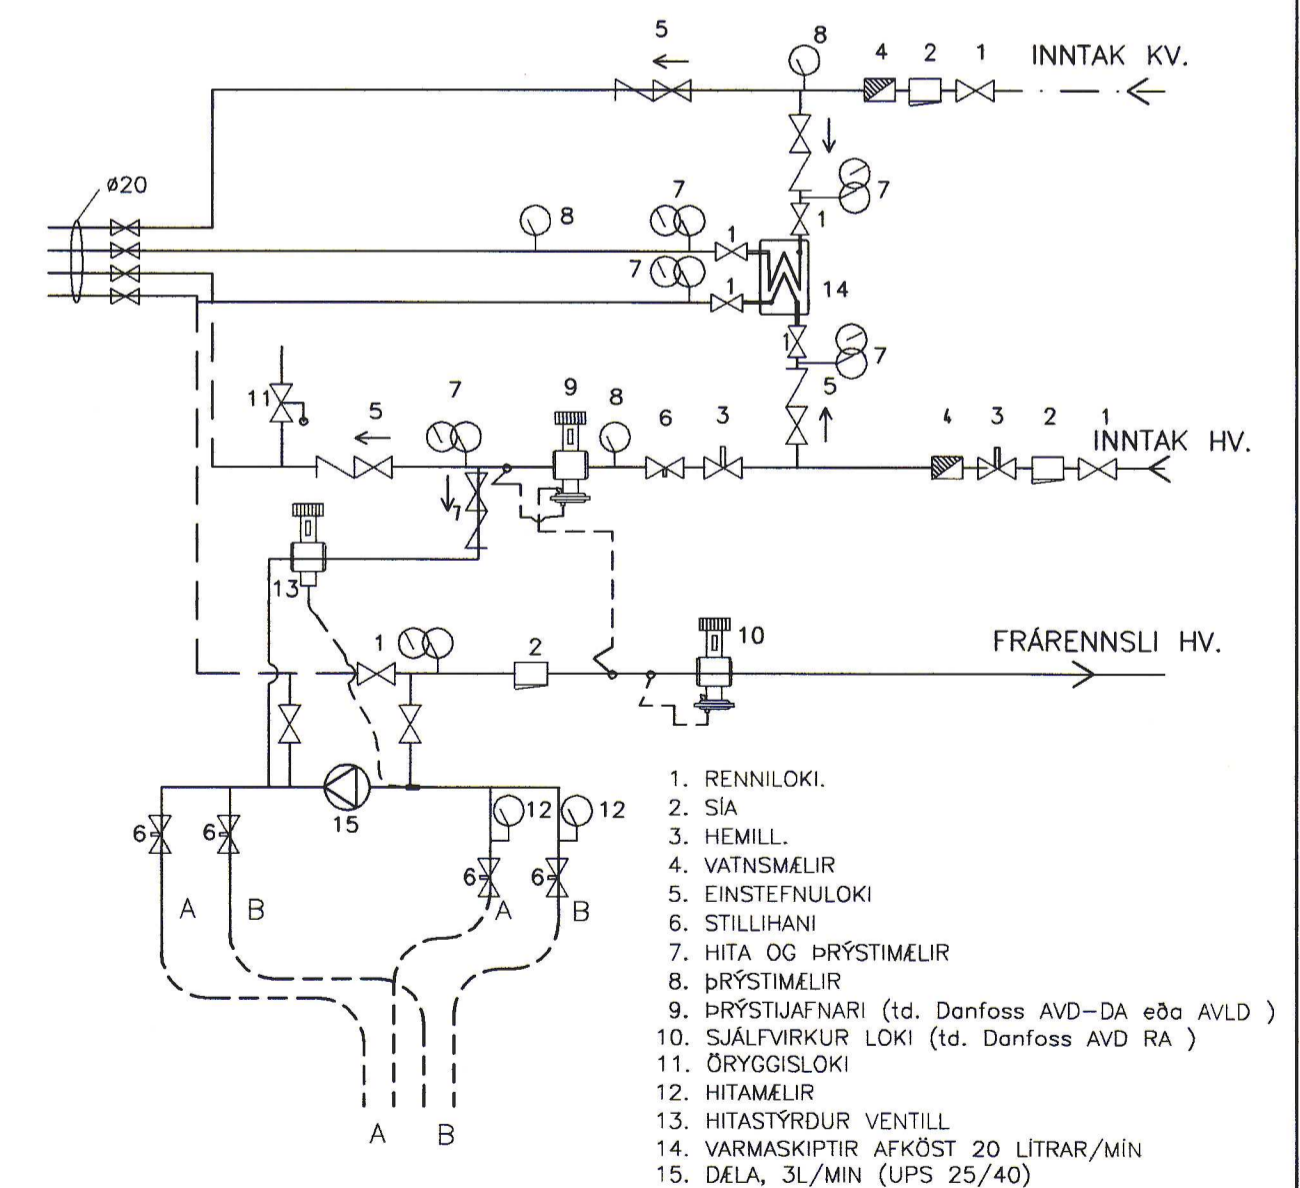 5 8 4 2 1 INNTAK KV.
ø20
7 7
8 1 1
7 1 14
1 7
11 5 7 9 8 6 3 5 4 3 2 1
INNTAK HV.
7
13
1 2 10 FRÁRENNSLI HV.
15 12 12
6 6 6 6
A B A B
A B
1. RENNILOKI.
2. SÍA
3. HEMILL.
4. VATNSMÆLIR
5. EINSTEFNULOKI
6. STILLIHANI
7. HITA OG ÞRÝSTIMÆLIR
8. ÞRÝSTIMÆLIR
9. ÞRÝSTIJAFNARI (td. Danfoss AVD-DA eða AVLD )
10. SJÁLFVIRKUR LOKI (td. Danfoss AVD RA )
11. ÖRYGGISLOKI
12. HITAMÆLIR
13. HITASTÝRÐUR VENTILL
14. VARMASKIPTIR AFKÖST 20 LÍTRAR/MÍN
15. DÆLA, 3L/MIN (UPS 25/40)